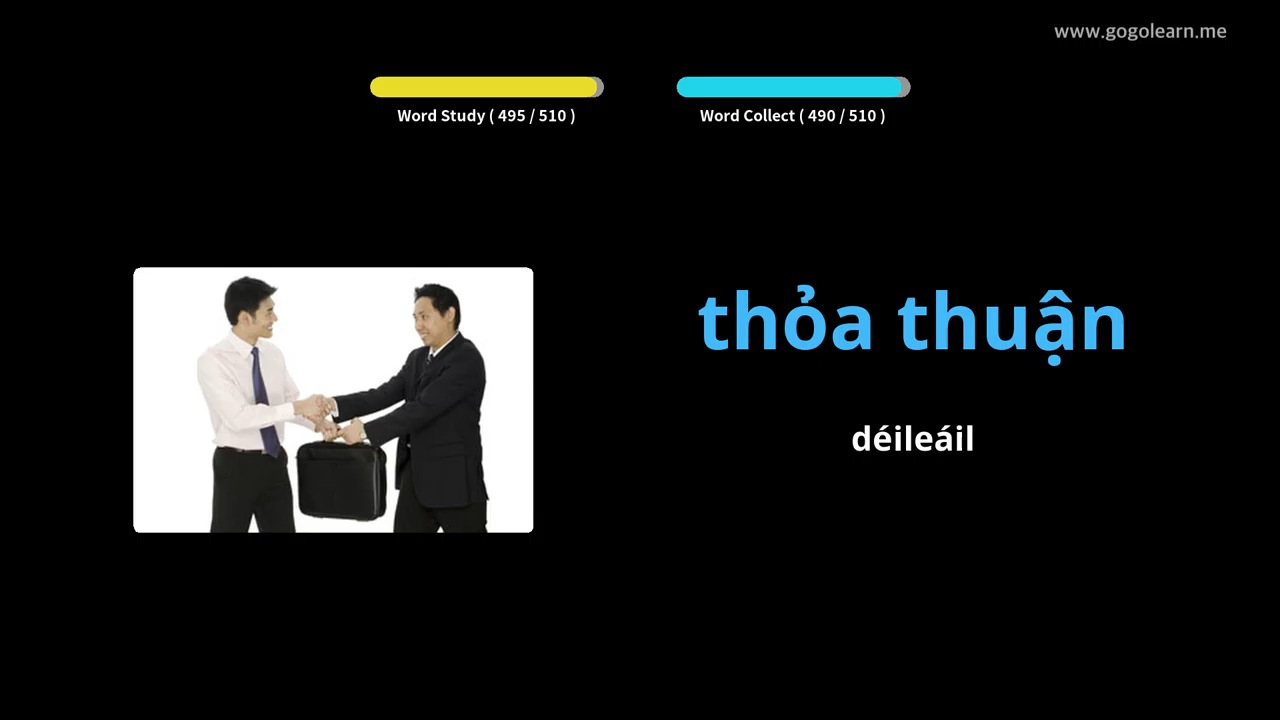 www.gogolearn.me
Word Study ( 495 / 510 )
Word Collect ( 490 / 510 )
thỏa thuận
déileáil